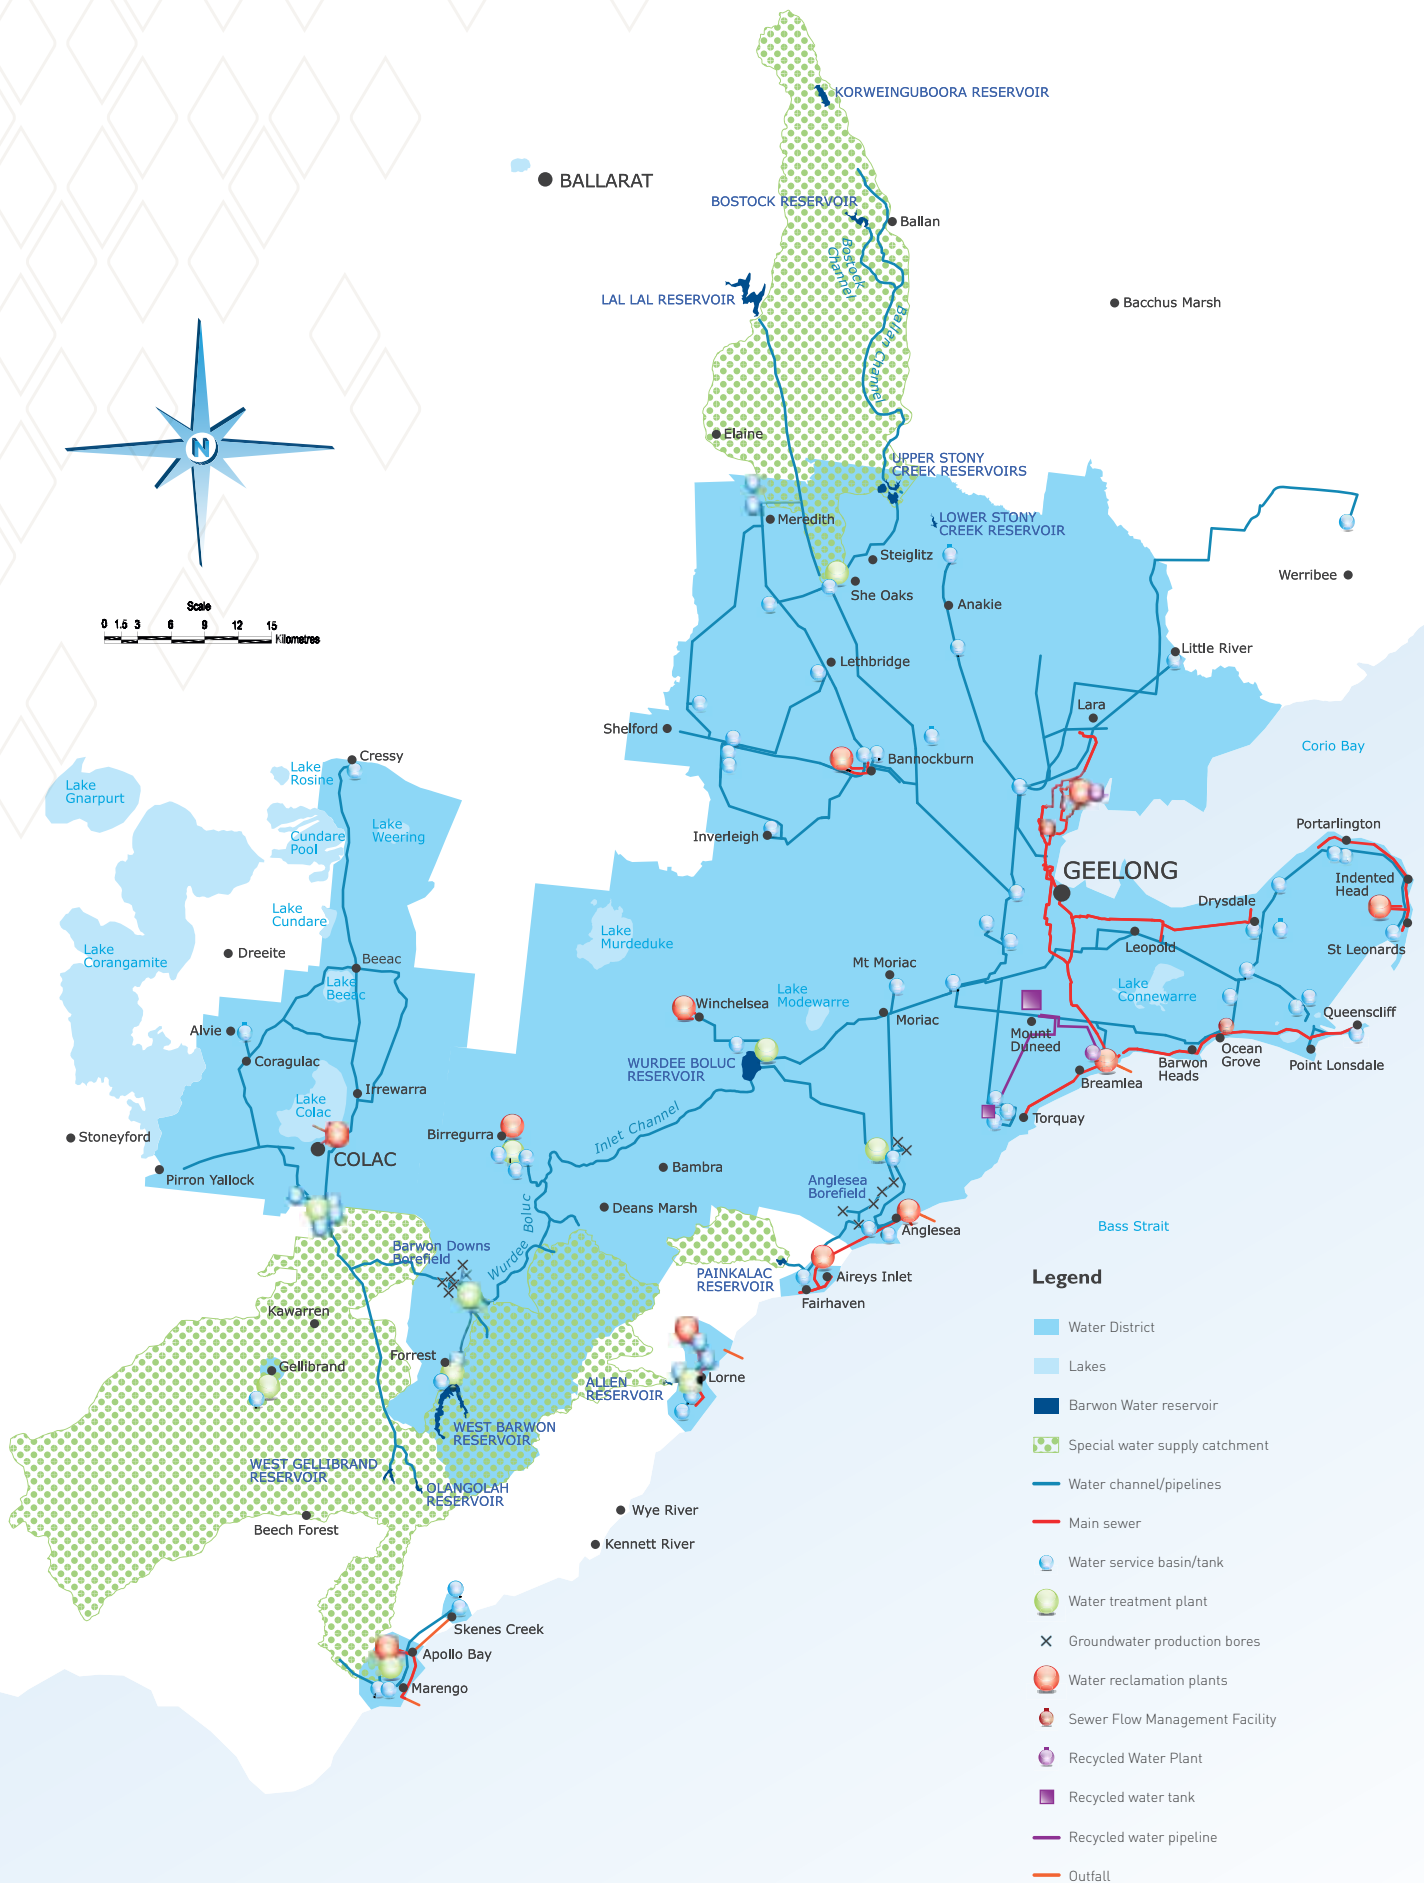 KORWEINGUBOORA RESERVOIR
BALLARAT
BOSTOCK RESERVOIR
Ballan
Bostock
Channel
LAL LAL RESERVOIR
Bacchus Marsh
Ballan Channel
N
Elaine
UPPER STONY
CREEK RESERVOIRS
Meredith
LOWER STONY
CREEK RESERVOIR
Steiglitz
Werribee
She Oaks
Anakie
Scale
0 1.5 3 6 9 12 15
Kilometres
Little River
Lethbridge
Lara
Shelford
Corio Bay
Cressy
Bannockburn
Lake
Rosine
Lake
Gnarpurt
Portarlington
Lake
Weering
Cundare
Pool
Inverleigh
GEELONG
Indented
Head
Drysdale
Lake
Cundare
Lake
Murdeduke
Leopold
St Leonards
Lake
Corangamite
Dreeite
Beeac
Mt Moriac
Lake
Beeac
Lake
Modewarre
Lake
Connewarre
Winchelsea
Queenscliff
Moriac
Alvie
Mount
Duneed
Ocean
Grove
Coragulac
WURDEE BOLUC
RESERVOIR
Barwon
Heads
Point Lonsdale
Breamlea
Irrewarra
Lake
Colac
Torquay
Inlet Channel
Birregurra
Stoneyford
COLAC
Bambra
Pirron Yallock
Anglesea
Borefield
Deans Marsh
Wurdee Boluc
Anglesea
Bass Strait
Barwon Downs
Borefield
PAINKALAC
RESERVOIR
Aireys Inlet
Fairhaven
Kawarren
Forrest
Gellibrand
ALLEN
RESERVOIR
Lorne
WEST BARWON
RESERVOIR
WEST GELLIBRAND
RESERVOIR
OLANGOLAH
RESERVOIR
Wye River
Beech Forest
Kennett River
Skenes Creek
Apollo Bay
Marengo
Legend
Water District
Lakes
Barwon Water reservoir
Special water supply catchment
Water channel/pipelines
Main sewer
Water service basin/tank
Water treatment plant
Groundwater production bores
Water reclamation plants
Sewer Flow Management Facility
Recycled Water Plant
Recycled water tank
Recycled water pipeline
Outfall